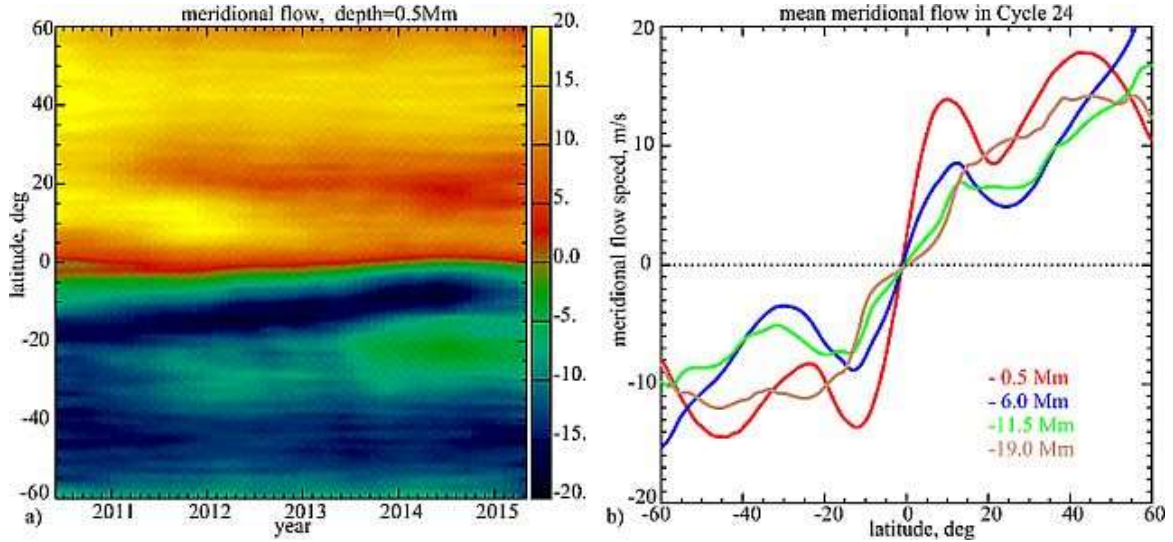 meridional flow, depth=0.5Mm
60
40
20
0
-20
-40
-60
latitude, deg
2011 2012 2013 2014 2015
year
a)
20.
15.
10.
5.
0.0
-5.
-10.
-15.
-20.
mean meridional flow in Cycle 24
20
10
0
-10
-20
meridional flow speed, m/s
- 0.5 Mm
- 6.0 Mm
-11.5 Mm
-19.0 Mm
-60 -40 -20 0 20 40 60
latitude, deg
b)